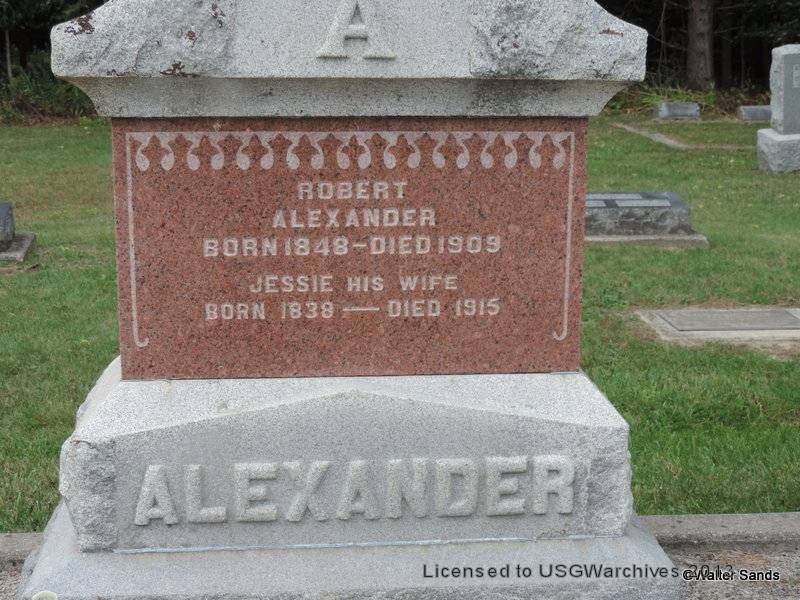 A
ROBERT
ALEXANDER
BORN 1848 – DIED 1909
JESSIE HIS WIFE
BORN 1838 — DIED 1915
ALEXANDER
Licensed to USGWarchives 2013
©Walter Sands